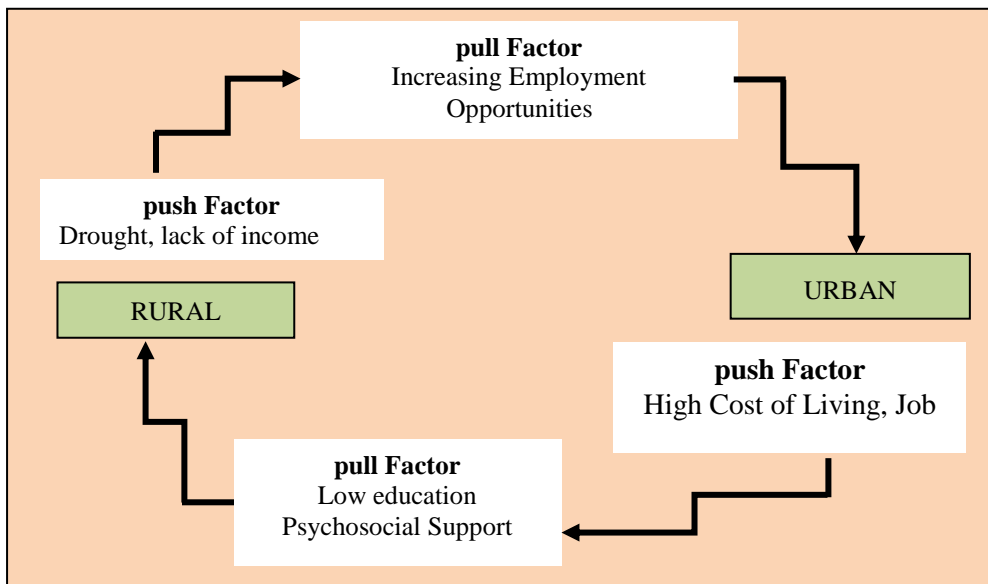 pull Factor
Increasing Employment
Opportunities
push Factor
Drought, lack of income
RURAL
URBAN
push Factor
High Cost of Living, Job
pull Factor
Low education
Psychosocial Support